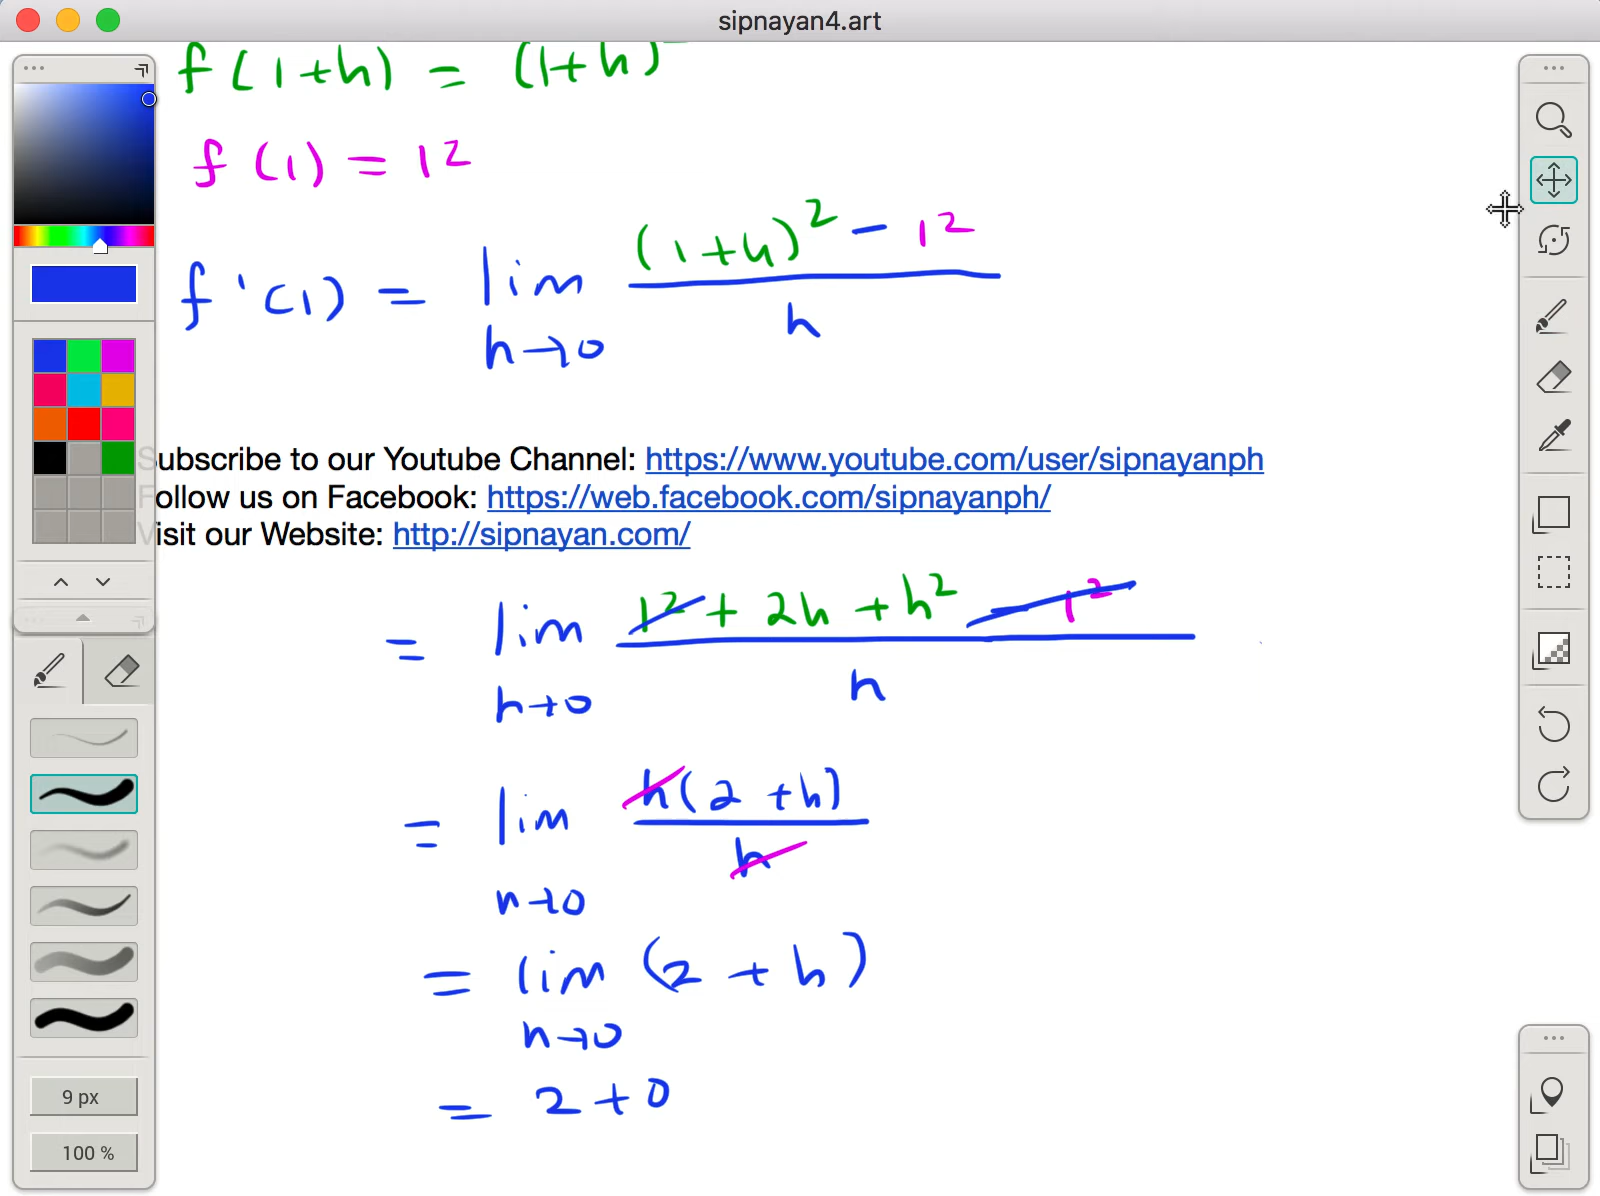 sipnayan4.art
f(1+h) = (1+h)
f(1) = 1²
f'(1) = lim (1+h)² - 1²
h→0 h
Subscribe to our Youtube Channel: https://www.youtube.com/user/sipnayanph
Follow us on Facebook: https://web.facebook.com/sipnayanph/
Visit our Website: http://sipnayan.com/
= lim 1² + 2h + h² - 1²
h→0 h
= lim h(2+h)
h
h→0
= lim (2+h)
h→0
= 2+0
9 px
100 %